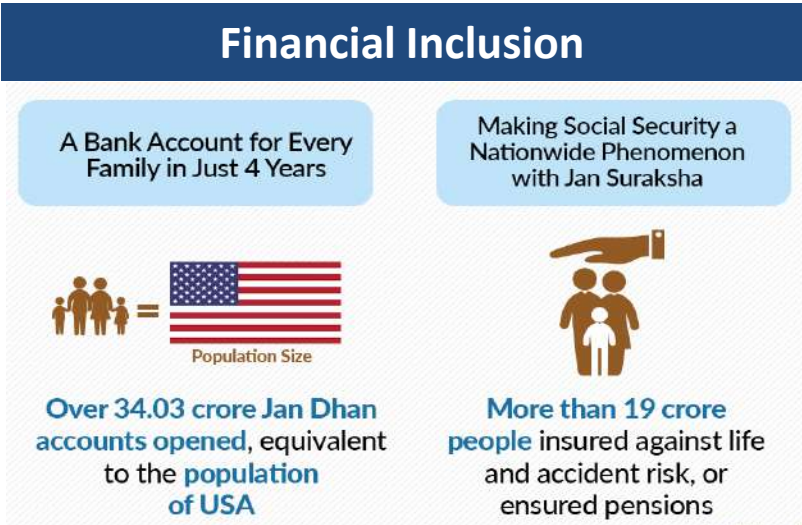 Financial Inclusion
A Bank Account for Every
Family in Just 4 Years
Population Size
Over 34.03 crore Jan Dhan
accounts opened, equivalent
to the population
of USA
Making Social Security a
Nationwide Phenomenon
with Jan Suraksha
More than 19 crore
people insured against life
and accident risk, or
ensured pensions